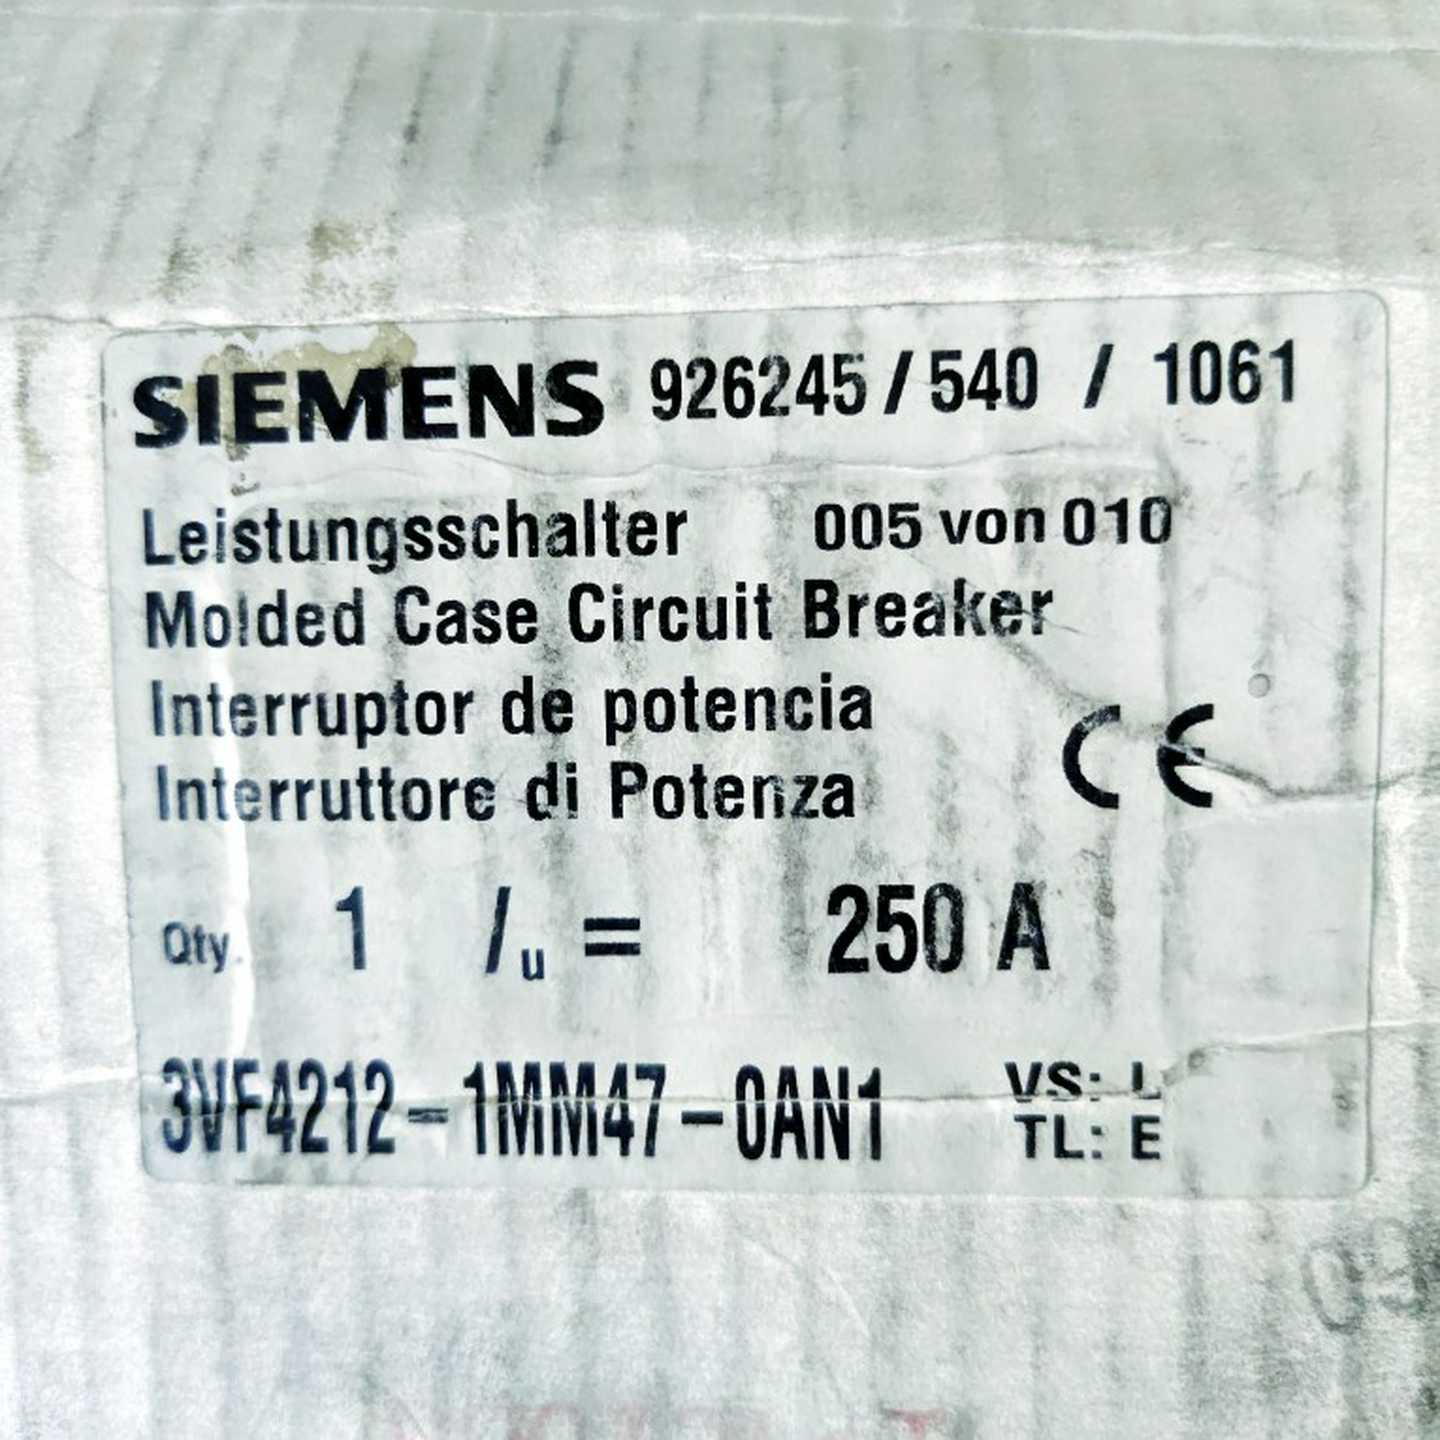 SIEMENS 926245 / 540 / 1061
Leistungsschalter 005 von 010
Molded Case Circuit Breaker
Interruptor de potencia
Interruttore di Potenza
CE
Qty. 1 Iu = 250 A
3VF4212-1MM47-0AN1 VS: L
TL: E